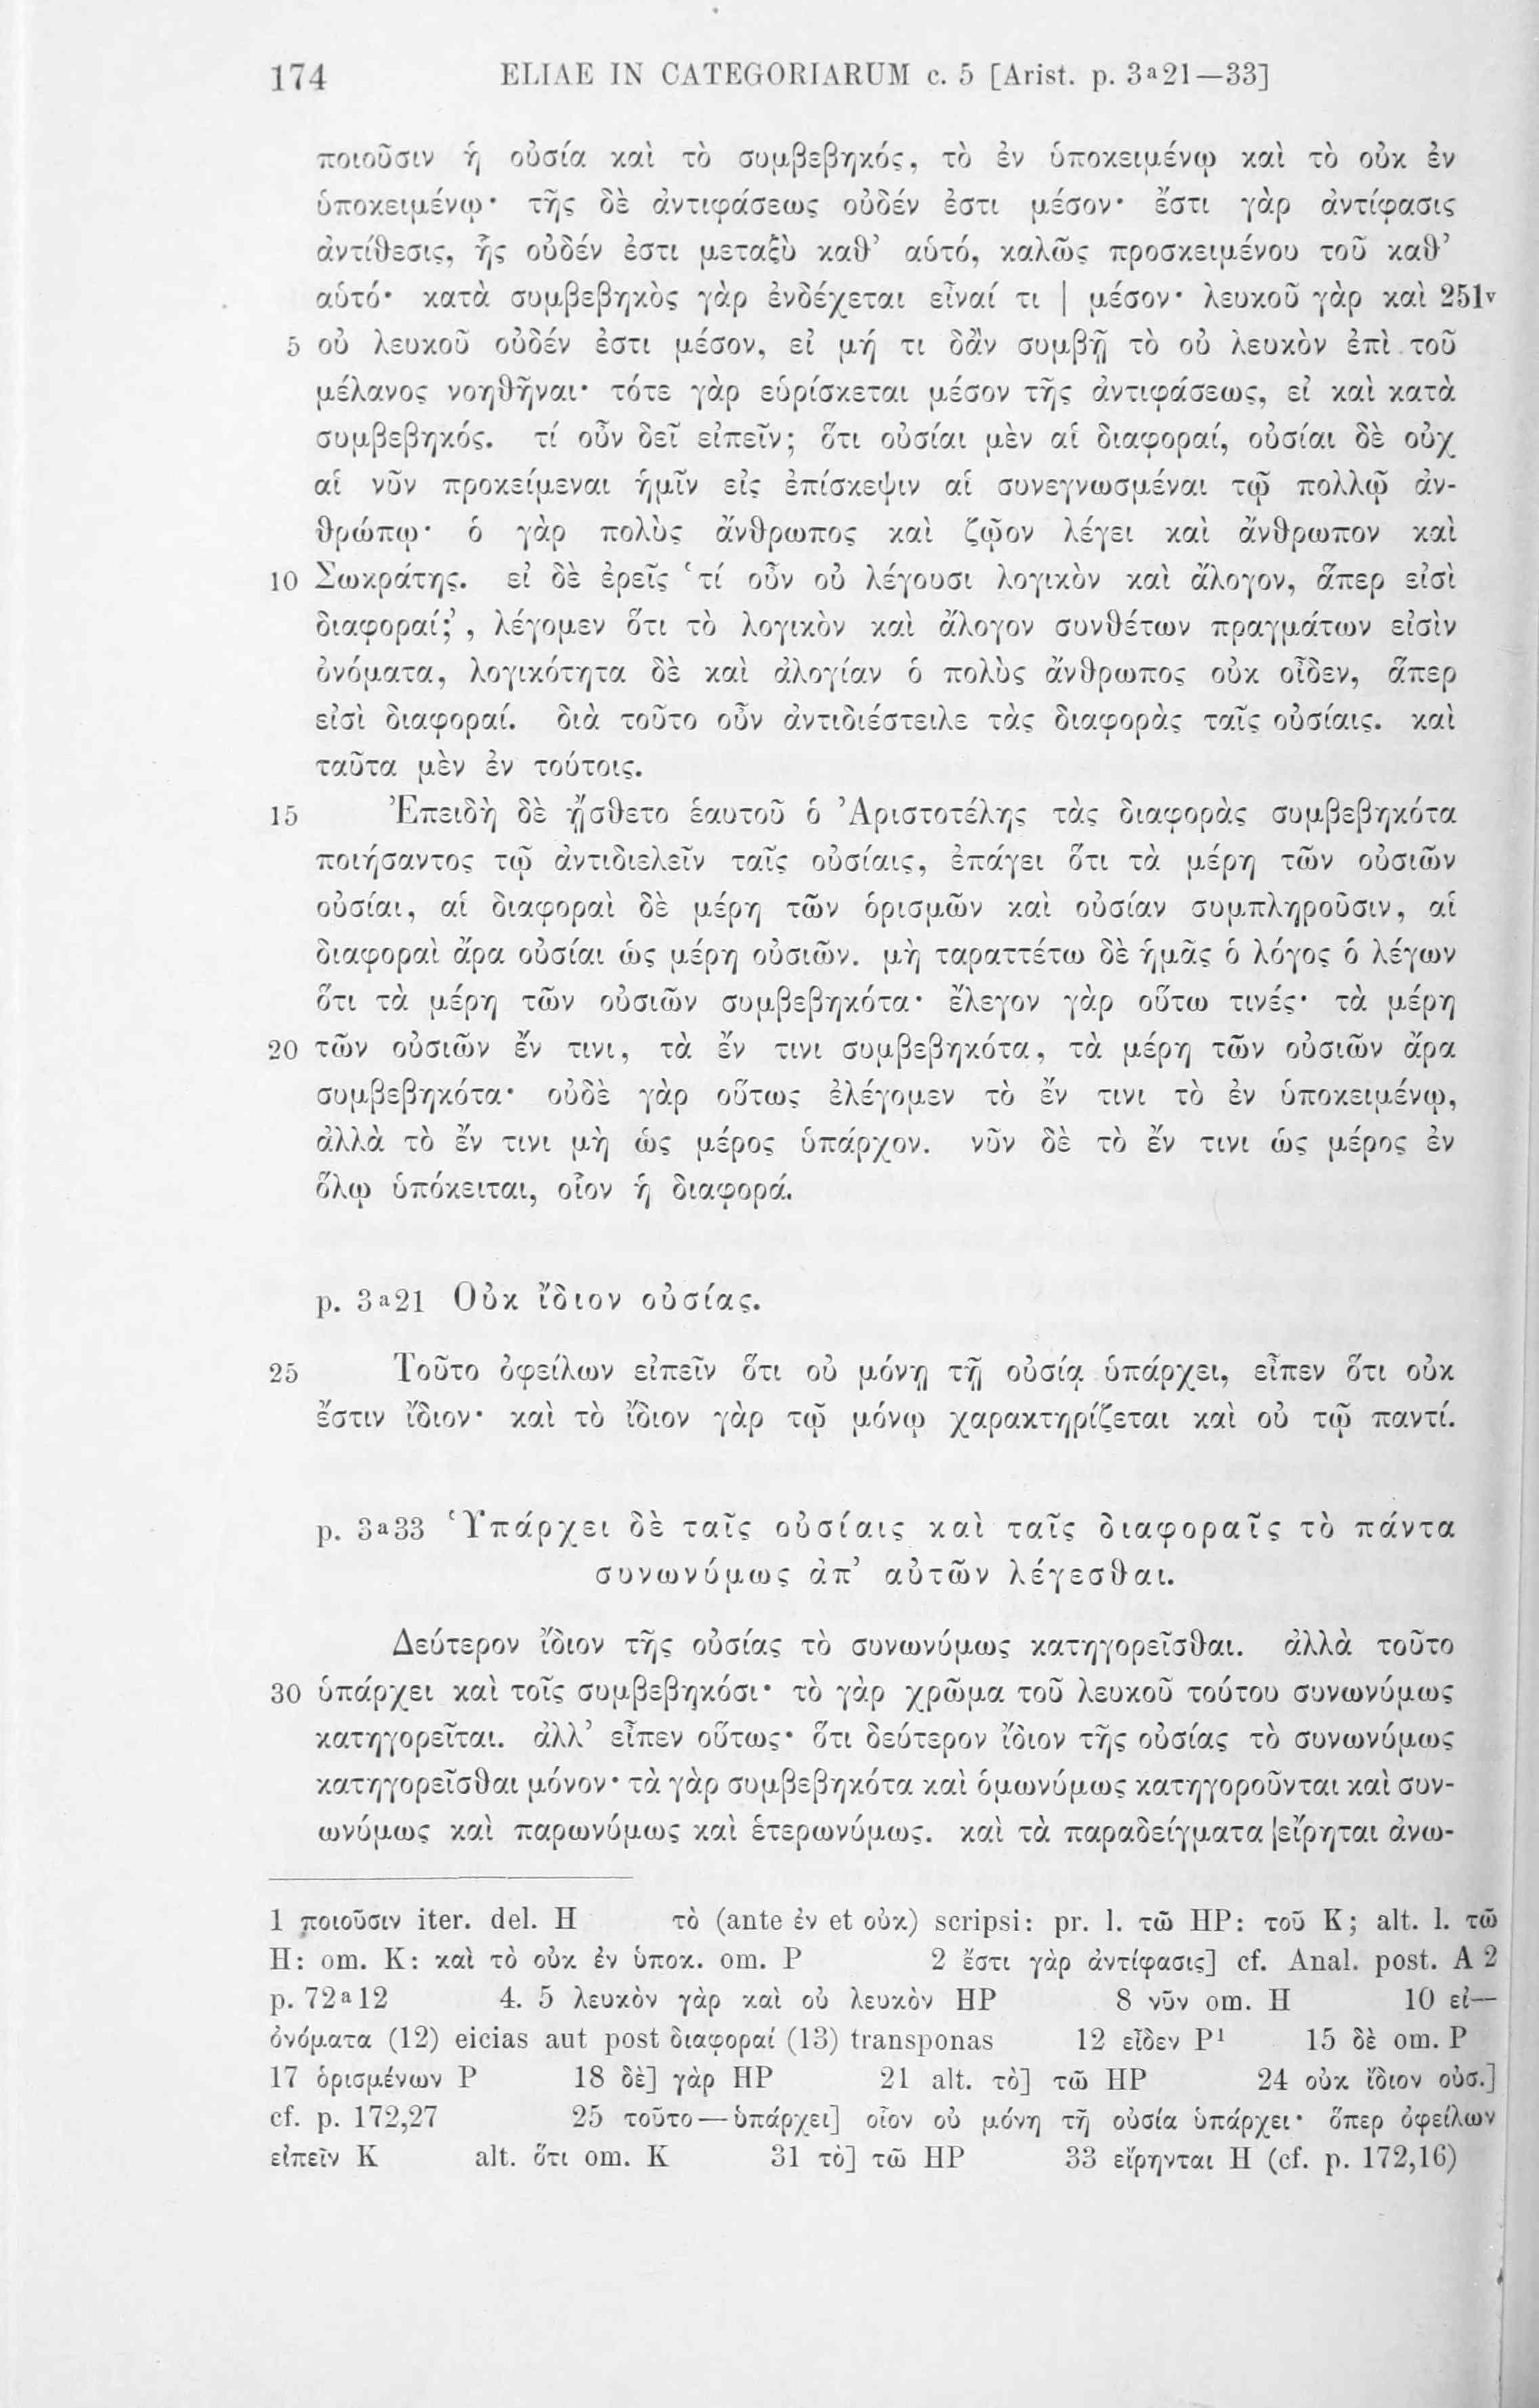 174 ELIAE IN CATEGORIARUM c. 5 [Arist. p. 3a21—33]
ποιοῦσιν ἡ οὐσία καὶ τὸ συμβεβηκός, τὸ ἐν ὑποκειμένῳ καὶ τὸ οὐκ ἐν
ὑποκειμένῳ· τῆς δὲ ἀντιφάσεως οὐδέν ἐστι μέσον· ἔστι γὰρ ἀντίφασις
ἀντίθεσις, ἧς οὐδέν ἐστι μεταξὺ καθ’ αὑτό, καλῶς προσκειμένου τοῦ καθ’
αὑτό· κατὰ συμβεβηκὸς γὰρ ἐνδέχεται εἶναί τι | μέσον· λευκοῦ γὰρ καὶ 251v
5 οὐ λευκοῦ οὐδέν ἐστι μέσον, εἰ μή τι δἂν συμβῇ τὸ οὐ λευκὸν ἐπὶ τοῦ
μέλανος νοηθῆναι· τότε γὰρ εὑρίσκεται μέσον τῆς ἀντιφάσεως, εἰ καὶ κατὰ
συμβεβηκός. τί οὖν δεῖ εἰπεῖν; ὅτι οὐσίαι μὲν αἱ διαφοραί, οὐσίαι δὲ οὐχ
αἱ νῦν προκείμεναι ἡμῖν εἰς ἐπίσκεψιν αἱ συνεγνωσμέναι τῷ πολλῷ ἀν-
θρώπῳ· ὁ γὰρ πολὺς ἄνθρωπος καὶ ζῷον λέγει καὶ ἄνθρωπον καὶ
10 Σωκράτης. εἰ δὲ ἐρεῖς ‘τί οὖν οὐ λέγουσι λογικὸν καὶ ἄλογον, ἅπερ εἰσὶ
διαφοραί;’, λέγομεν ὅτι τὸ λογικὸν καὶ ἄλογον συνθέτων πραγμάτων εἰσὶν
ὀνόματα, λογικότητα δὲ καὶ ἀλογίαν ὁ πολὺς ἄνθρωπος οὐκ οἶδεν, ἅπερ
εἰσὶ διαφοραί. διὰ τοῦτο οὖν ἀντιδιέστειλε τὰς διαφορὰς ταῖς οὐσίαις. καὶ
ταῦτα μὲν ἐν τούτοις.
15 Ἐπειδὴ δὲ ᾔσθετο ἑαυτοῦ ὁ Ἀριστοτέλης τὰς διαφορὰς συμβεβηκότα
ποιήσαντος τῷ ἀντιδιελεῖν ταῖς οὐσίαις, ἐπάγει ὅτι τὰ μέρη τῶν οὐσιῶν
οὐσίαι, αἱ διαφοραὶ δὲ μέρη τῶν ὁρισμῶν καὶ οὐσίαν συμπληροῦσιν, αἱ
διαφοραὶ ἄρα οὐσίαι ὡς μέρη οὐσιῶν. μὴ ταραττέτω δὲ ἡμᾶς ὁ λόγος ὁ λέγων
ὅτι τὰ μέρη τῶν οὐσιῶν συμβεβηκότα· ἔλεγον γὰρ οὕτω τινές· τὰ μέρη
20 τῶν οὐσιῶν ἔν τινι, τὰ ἔν τινι συμβεβηκότα, τὰ μέρη τῶν οὐσιῶν ἄρα
συμβεβηκότα· οὐδὲ γὰρ οὕτως ἐλέγομεν τὸ ἔν τινι τὸ ἐν ὑποκειμένῳ,
ἀλλὰ τὸ ἔν τινι μὴ ὡς μέρος ὑπάρχον. νῦν δὲ τὸ ἔν τινι ὡς μέρος ἐν
ὅλῳ ὑπόκειται, οἷον ἡ διαφορά.
p. 3a21 Οὐκ ἴδιον οὐσίας.
25 Τοῦτο ὀφείλων εἰπεῖν ὅτι οὐ μόνῃ τῇ οὐσίᾳ ὑπάρχει, εἶπεν ὅτι οὐκ
ἔστιν ἴδιον· καὶ τὸ ἴδιον γὰρ τῷ μόνῳ χαρακτηρίζεται καὶ οὐ τῷ παντί.
p. 3a33 Ὑπάρχει δὲ ταῖς οὐσίαις καὶ ταῖς διαφοραῖς τὸ πάντα
συνωνύμως ἀπ’ αὐτῶν λέγεσθαι.
Δεύτερον ἴδιον τῆς οὐσίας τὸ συνωνύμως κατηγορεῖσθαι. ἀλλὰ τοῦτο
30 ὑπάρχει καὶ τοῖς συμβεβηκόσι· τὸ γὰρ χρῶμα τοῦ λευκοῦ τούτου συνωνύμως
κατηγορεῖται. ἀλλ’ εἶπεν οὕτως· ὅτι δεύτερον ἴδιον τῆς οὐσίας τὸ συνωνύμως
κατηγορεῖσθαι μόνον· τὰ γὰρ συμβεβηκότα καὶ ὁμωνύμως κατηγοροῦνται καὶ συν-
ωνύμως καὶ παρωνύμως καὶ ἑτερωνύμως. καὶ τὰ παραδείγματα |εἴρηται ἀνω-
1 ποιοῦσιν iter. del. H τὸ (ante ἐν et οὐκ) scripsi: pr. l. τῶ HP: τοῦ K; alt. l. τῶ
H: om. K: καὶ τὸ οὐκ ἐν ὑποκ. om. P 2 ἔστι γὰρ ἀντίφασις] cf. Anal. post. A 2
p. 72a12 4. 5 λευκὸν γὰρ καὶ οὐ λευκὸν HP 8 νῦν om. H 10 εἰ—
ὀνόματα (12) eicias aut post διαφοραί (13) transponas 12 εἶδεν P1 15 δὲ om. P
17 ὁρισμένων P 18 δὲ] γὰρ HP 21 alt. τὸ] τῶ HP 24 οὐκ ἴδιον οὐσ.]
cf. p. 172,27 25 τοῦτο—ὑπάρχει] οἷον οὐ μόνη τῆ οὐσία ὑπάρχει· ὅπερ ὀφείλων
εἰπεῖν K alt. ὅτι om. K 31 τὸ] τῶ HP 33 εἴρηνται H (cf. p. 172,16)